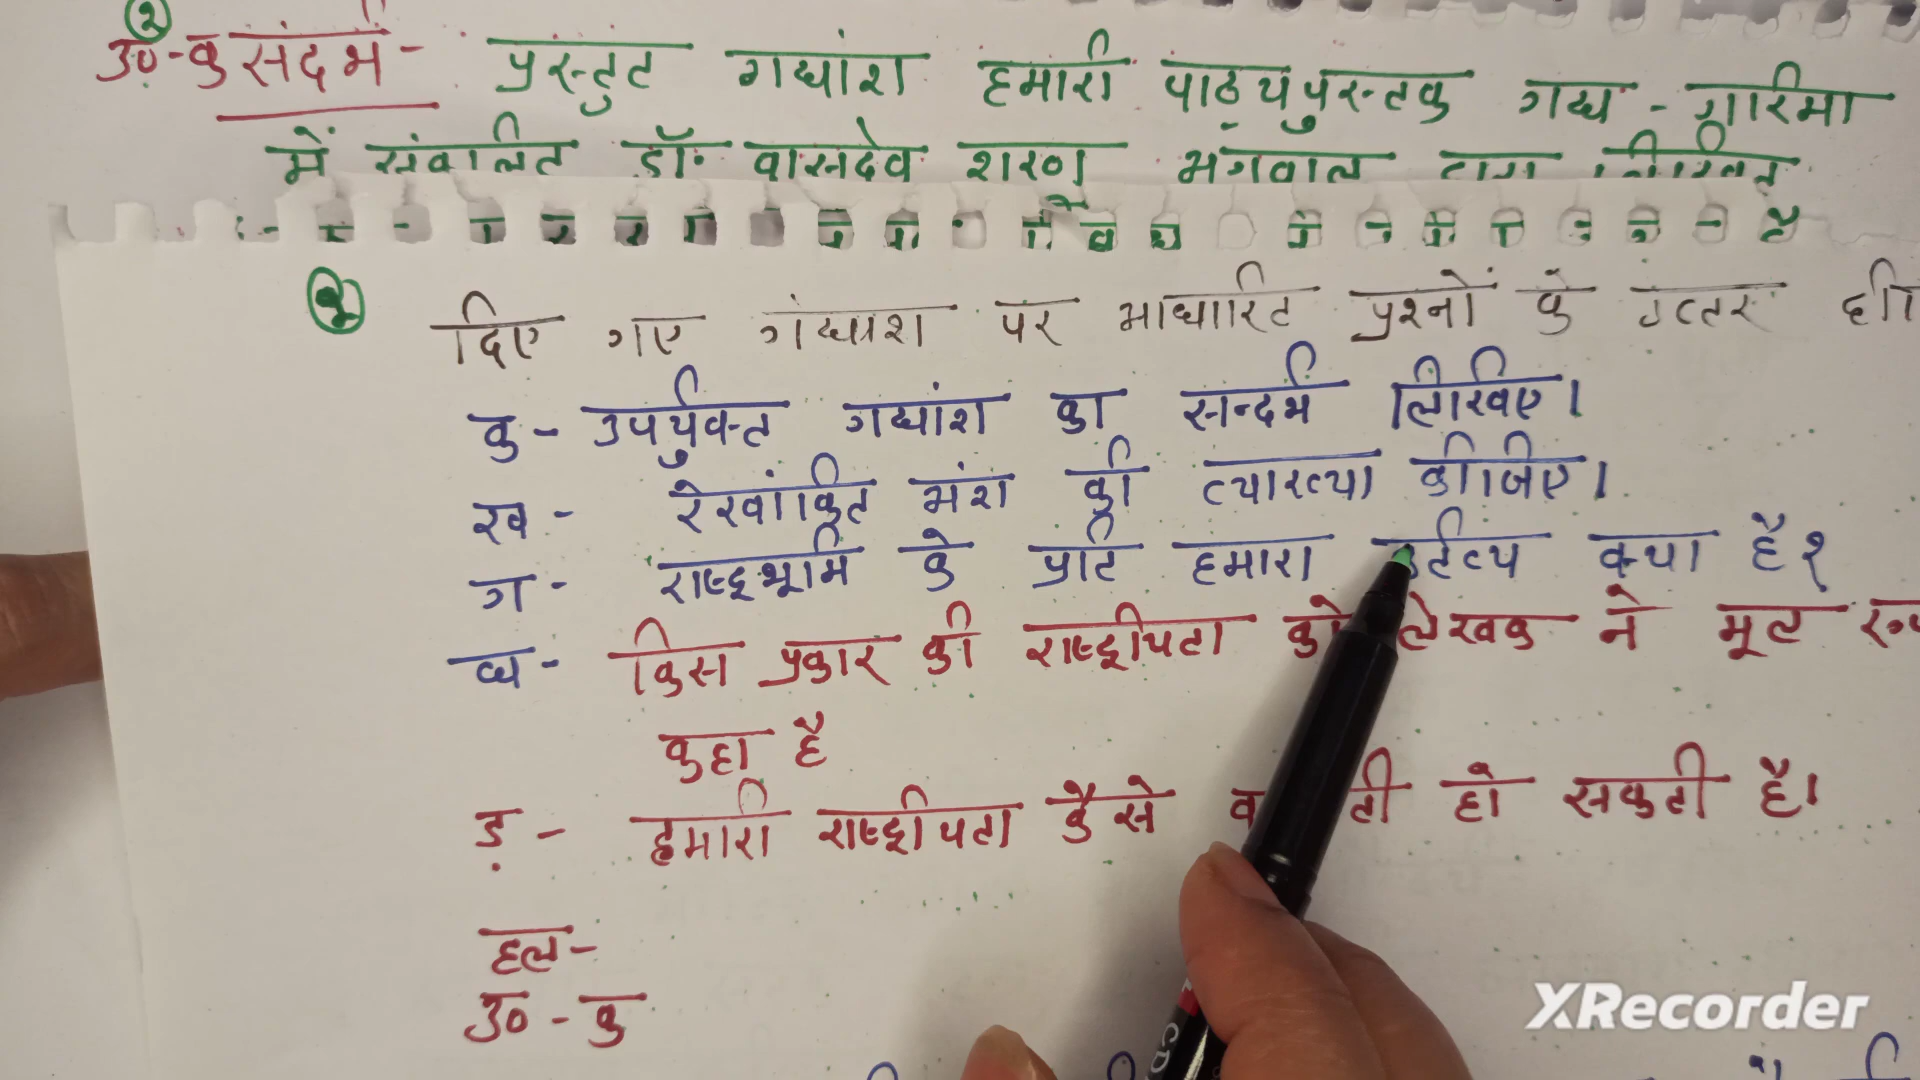 २
उ०-क संदर्भ - प्रस्तुत गद्यांश हमारी पाठ्यपुस्तक गद्य - गरिमा
में संकलित डॉ॰ वासुदेव शरण अग्रवाल द्वारा लिखित
२
दिए गए गंद्यांश पर आधारित प्रश्नों के उत्तर
क - उपर्युक्त गद्यांश का सन्दर्भ लिखिए।
ख - रेखांकित अंश की व्याख्या कीजिए।
ग - राष्ट्रभूमि के प्रति हमारा कर्तव्य क्या है?
घ - किस प्रकार की राष्ट्रीयता को लेखक ने मूल
कहा है
ड़ - हमारी राष्ट्रीयता कैसे हो सकती है।
हल -
उ० - क
XRecorder